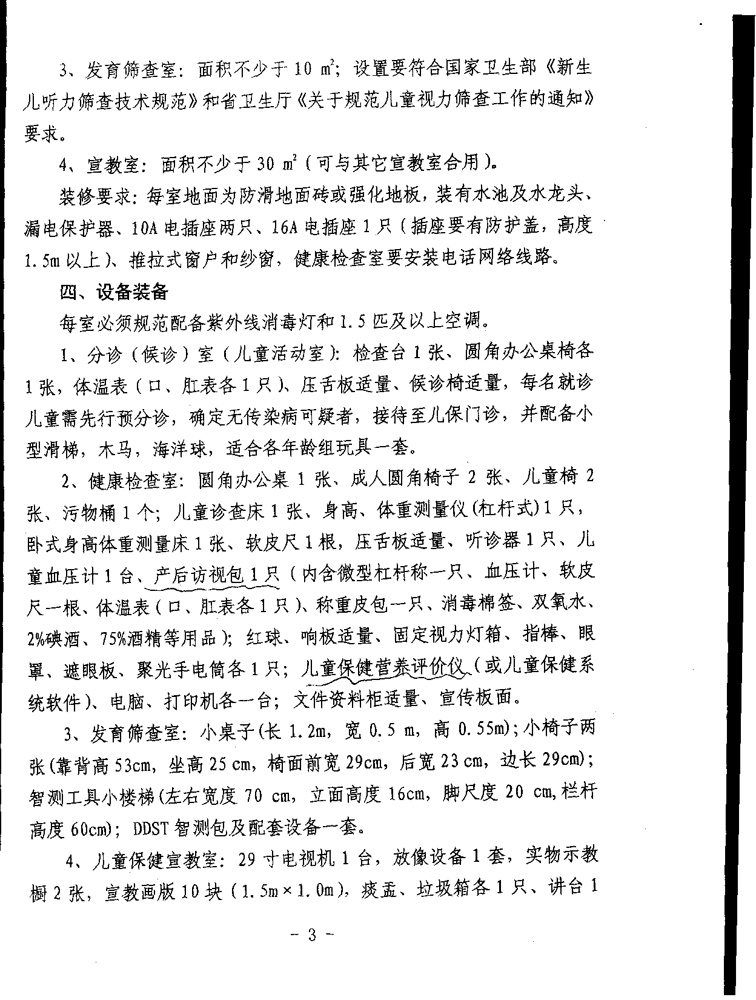 3、发育筛查室：面积不少于 10 ㎡；设置要符合国家卫生部《新生
儿听力筛查技术规范》和省卫生厅《关于规范儿童视力筛查工作的通知》
要求。
4、宣教室：面积不少于 30 ㎡（可与其它宣教室合用）。
装修要求：每室地面为防滑地面砖或强化地板，装有水池及水龙头、
漏电保护器、10A 电插座两只、16A 电插座 1 只（插座要有防护盖，高度
1.5m 以上）、推拉式窗户和纱窗，健康检查室要安装电话网络线路。
四、设备装备
每室必须规范配备紫外线消毒灯和 1.5 匹及以上空调。
1、分诊（候诊）室（儿童活动室）：检查台 1 张、圆角办公桌椅各
1 张，体温表（口、肛表各 1 只）、压舌板适量、候诊椅适量，每名就诊
儿童需先行预分诊，确定无传染病可疑者，接待至儿保门诊，并配备小
型滑梯，木马，海洋球，适合各年龄组玩具一套。
2、健康检查室：圆角办公桌 1 张、成人圆角椅子 2 张、儿童椅 2
张、污物桶 1 个；儿童诊查床 1 张、身高、体重测量仪(杠杆式)1 只，
卧式身高体重测量床 1 张、软皮尺 1 根，压舌板适量、听诊器 1 只、儿
童血压计 1 台、产后访视包 1 只（内含微型杠杆称一只、血压计、软皮
尺一根、体温表（口、肛表各 1 只）、称重皮包一只、消毒棉签、双氧水、
2%碘酒、75%酒精等用品）；红球、响板适量、固定视力灯箱、指棒、眼
罩、遮眼板、聚光手电筒各 1 只；儿童保健营养评价仪（或儿童保健系
统软件）、电脑、打印机各一台；文件资料柜适量、宣传板面。
3、发育筛查室：小桌子(长 1.2m，宽 0.5 m，高 0.55m)；小椅子两
张(靠背高 53cm，坐高 25 cm，椅面前宽 29cm，后宽 23 cm，边长 29cm)；
智测工具小楼梯(左右宽度 70 cm，立面高度 16cm，脚尺度 20 cm,栏杆
高度 60cm)；DDST 智测包及配套设备一套。
4、儿童保健宣教室：29 寸电视机 1 台，放像设备 1 套，实物示教
橱 2 张，宣教画版 10 块（1.5m×1.0m），痰盂、垃圾箱各 1 只、讲台 1
- 3 -